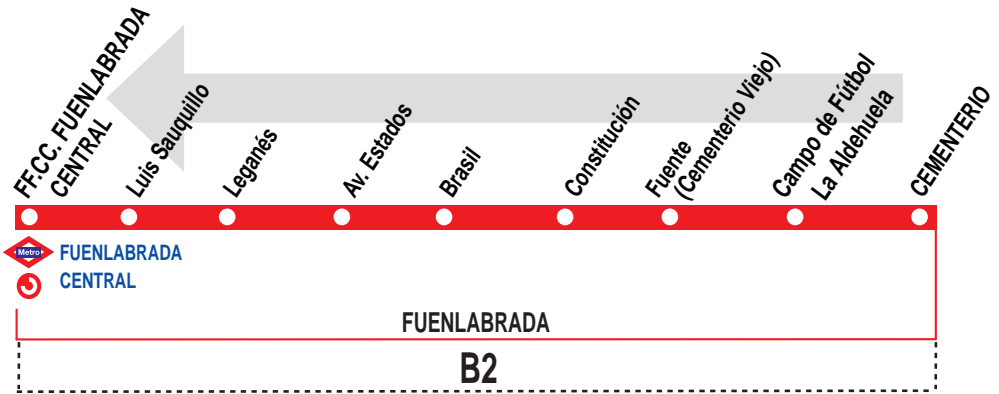 FF.CC. FUENLABRADA
CENTRAL
Luis Sauquillo
Leganés
Av. Estados
Brasil
Constitución
Fuente
(Cementerio Viejo)
Campo de Fútbol
La Aldehuela
CEMENTERIO
Metro
FUENLABRADA
CENTRAL
FUENLABRADA
B2